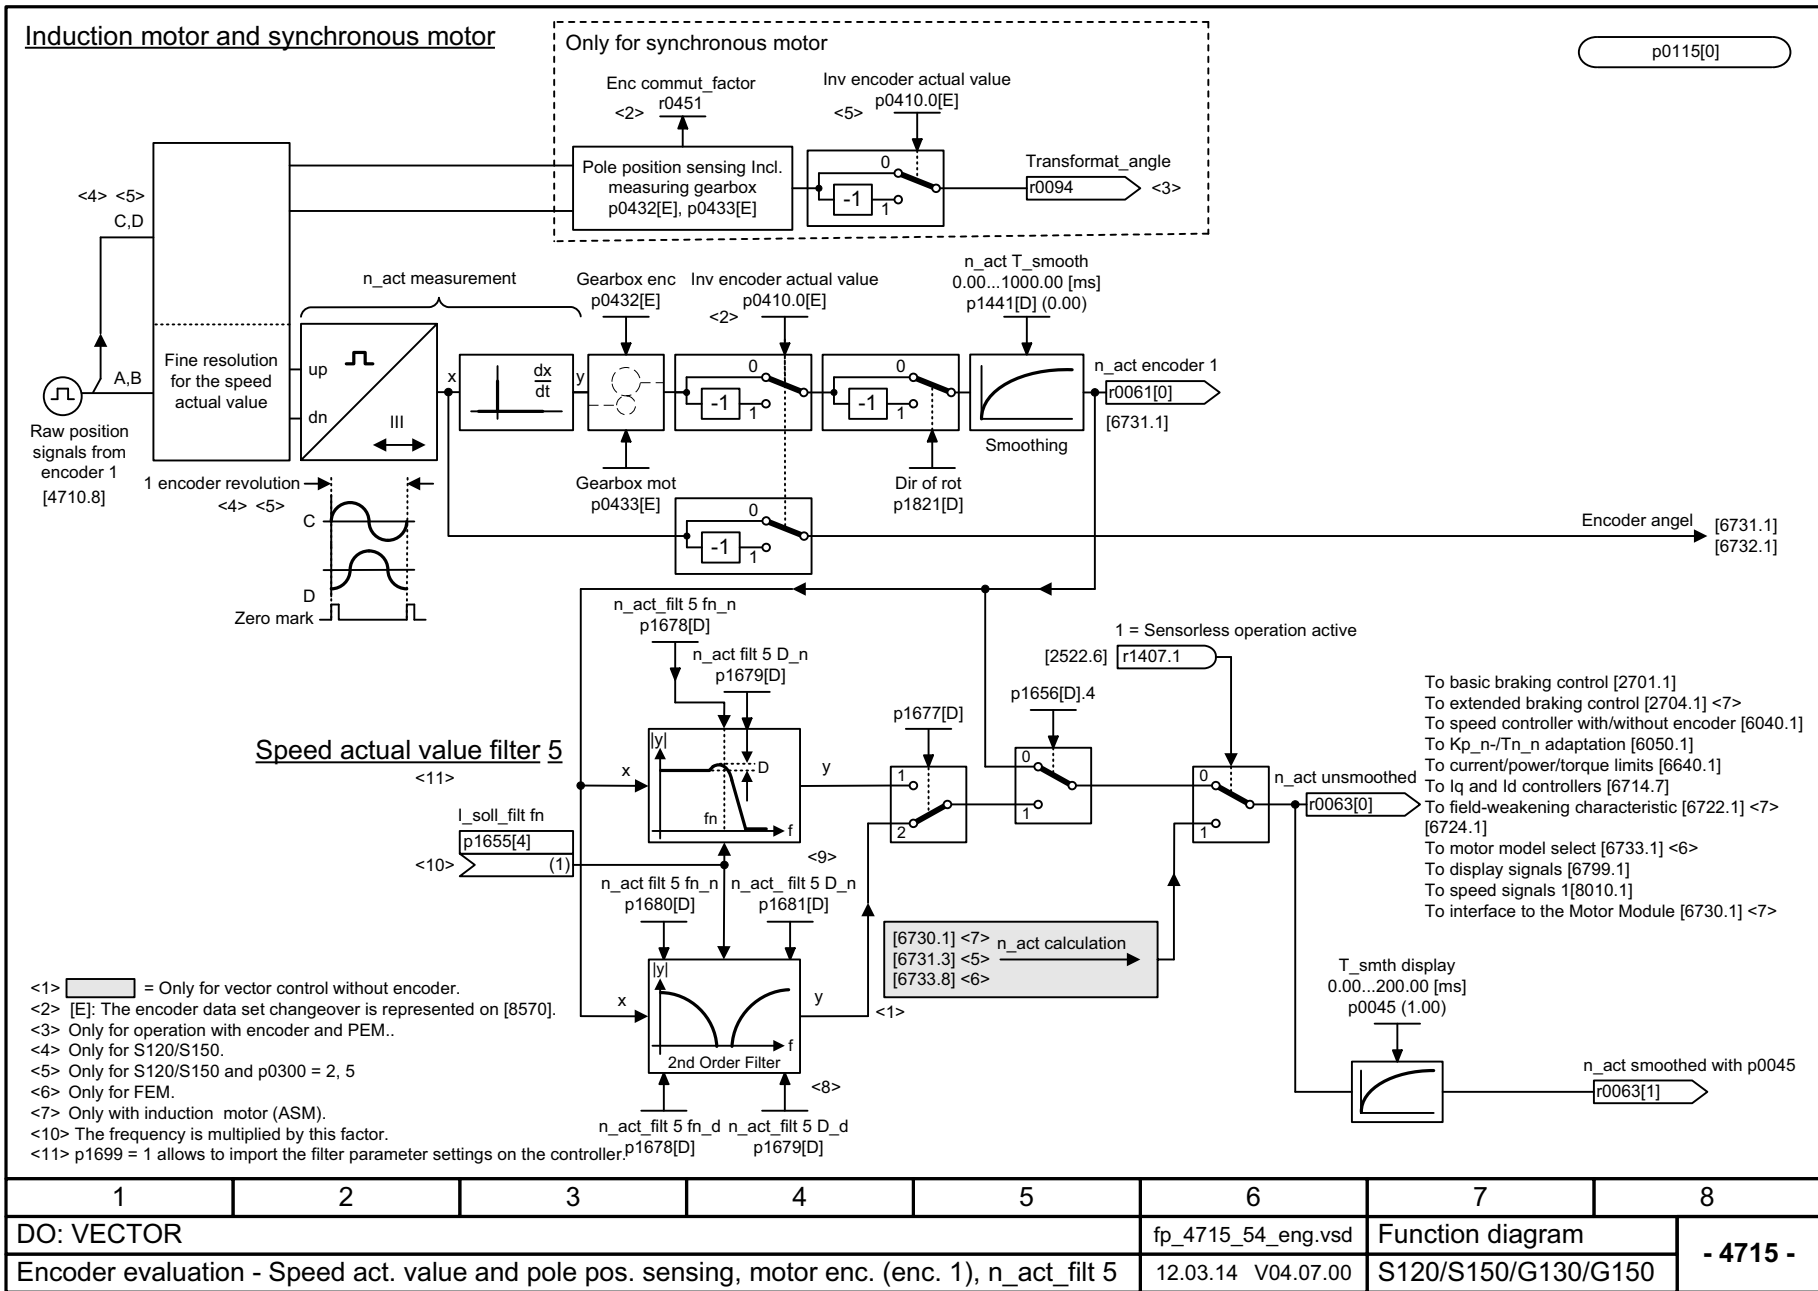 Induction motor and synchronous motor
Only for synchronous motor
p0115[0]
Enc commut_factor
r0451
<2>
Inv encoder actual value
p0410.0[E]
<5>
Pole position sensing Incl.
measuring gearbox
p0432[E], p0433[E]
0
-1
1
Transformat_angle
r0094
<3>
<4> <5>
C,D
A,B
Raw position
signals from
encoder 1
[4710.8]
Fine resolution
for the speed
actual value
n_act measurement
up
dn
III
x
dx
dt
y
Gearbox enc
p0432[E]
Gearbox mot
p0433[E]
Inv encoder actual value
p0410.0[E]
<2>
0
-1
1
0
-1
1
Dir of rot
p1821[D]
n_act T_smooth
0.00...1000.00 [ms]
p1441[D] (0.00)
Smoothing
n_act encoder 1
r0061[0]
[6731.1]
1 encoder revolution
<4> <5>
C
D
Zero mark
0
-1
1
Encoder angel
[6731.1]
[6732.1]
Speed actual value filter 5
<11>
n_act_filt 5 fn_n
p1678[D]
n_act filt 5 D_n
p1679[D]
|y|
D
fn
f
x
y
<9>
I_soll_filt fn
p1655[4]
(1)
<10>
n_act filt 5 fn_n
p1680[D]
n_act_ filt 5 D_n
p1681[D]
|y|
f
2nd Order Filter
x
y
<8>
n_act_filt 5 fn_d
p1678[D]
n_act_filt 5 D_d
p1679[D]
p1677[D]
1
2
p1656[D].4
0
1
1 = Sensorless operation active
[2522.6]
r1407.1
0
1
n_act unsmoothed
r0063[0]
[6730.1] <7>
[6731.3] <5>
[6733.8] <6>
n_act calculation
<1>
To basic braking control [2701.1]
To extended braking control [2704.1] <7>
To speed controller with/without encoder [6040.1]
To Kp_n-/Tn_n adaptation [6050.1]
To current/power/torque limits [6640.1]
To Iq and Id controllers [6714.7]
To field-weakening characteristic [6722.1] <7>
[6724.1]
To motor model select [6733.1] <6>
To display signals [6799.1]
To speed signals 1[8010.1]
To interface to the Motor Module [6730.1] <7>
T_smth display
0.00...200.00 [ms]
p0045 (1.00)
n_act smoothed with p0045
r0063[1]
<1> = Only for vector control without encoder.
<2> [E]: The encoder data set changeover is represented on [8570].
<3> Only for operation with encoder and PEM..
<4> Only for S120/S150.
<5> Only for S120/S150 and p0300 = 2, 5
<6> Only for FEM.
<7> Only with induction motor (ASM).
<10> The frequency is multiplied by this factor.
<11> p1699 = 1 allows to import the filter parameter settings on the controller.
1 2 3 4 5 6 7 8
DO: VECTOR
fp_4715_54_eng.vsd
Function diagram
- 4715 -
Encoder evaluation - Speed act. value and pole pos. sensing, motor enc. (enc. 1), n_act_filt 5
12.03.14 V04.07.00
S120/S150/G130/G150